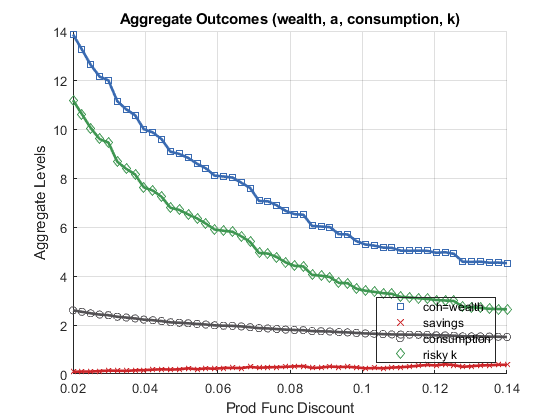 Aggregate Outcomes (wealth, a, consumption, k)
14
12
10
8
6
4
2
0
Aggregate Levels
coh=wealth
savings
consumption
risky k
0.02 0.04 0.06 0.08 0.1 0.12 0.14
Prod Func Discount